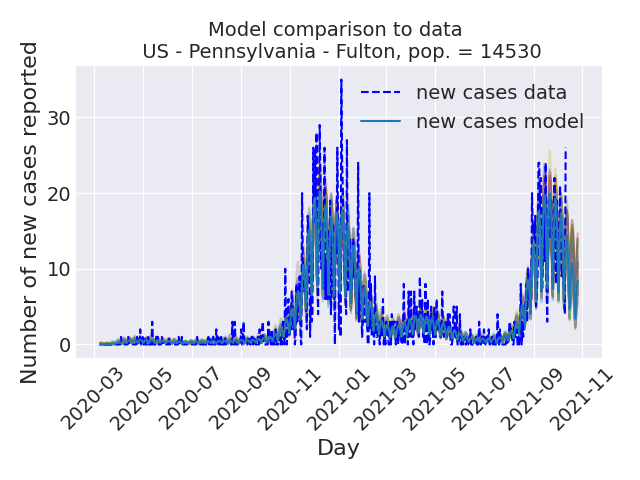 Model comparison to data
US - Pennsylvania - Fulton, pop. = 14530
Number of new cases reported
30
20
10
0
new cases data
new cases model
2020-03
2020-05
2020-07
2020-09
2020-11
2021-01
2021-03
2021-05
2021-07
2021-09
2021-11
Day